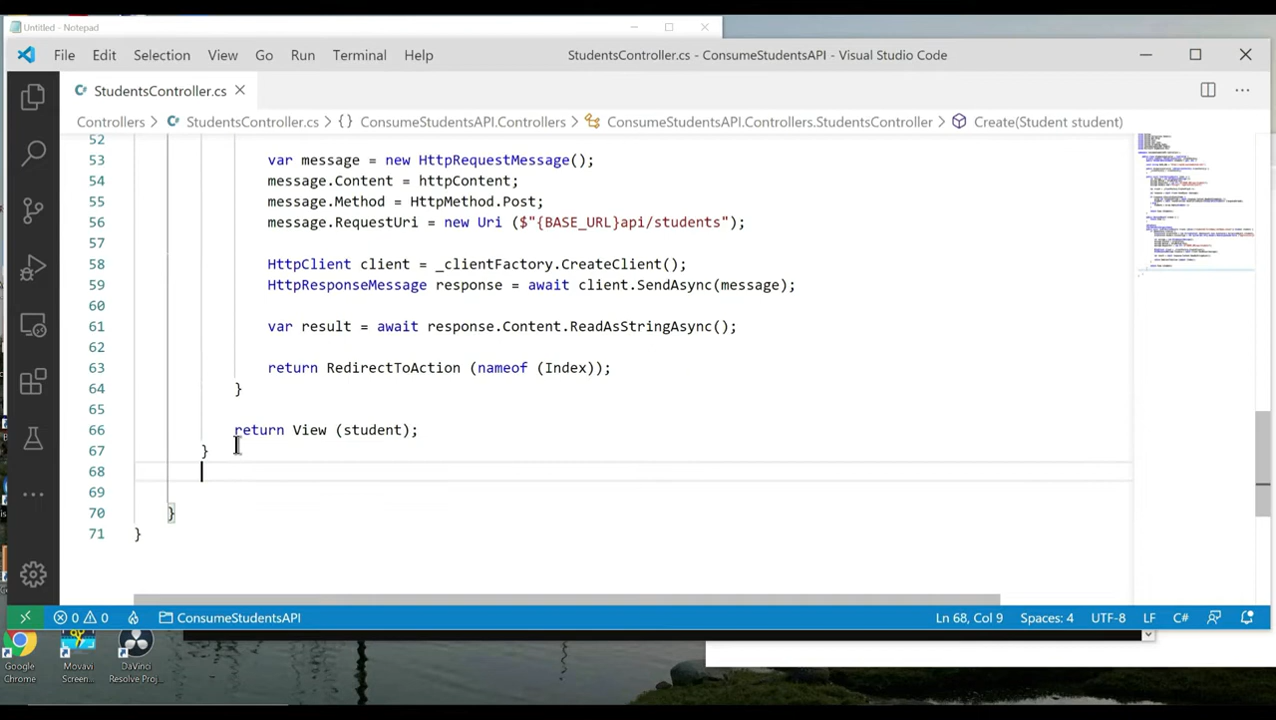 Untitled - Notepad
File Edit Selection View Go Run Terminal Help StudentsController.cs - ConsumeStudentsAPI - Visual Studio Code
StudentsController.cs
Controllers > StudentsController.cs > {} ConsumeStudentsAPI.Controllers > ConsumeStudentsAPI.Controllers.StudentsController > Create(Student student)
52
53 var message = new HttpRequestMessage();
54 message.Content = httpContent;
55 message.Method = HttpMethod.Post;
56 message.RequestUri = new Uri ($"{BASE_URL}api/students");
57
58 HttpClient client = _clientFactory.CreateClient();
59 HttpResponseMessage response = await client.SendAsync(message);
60
61 var result = await response.Content.ReadAsStringAsync();
62
63 return RedirectToAction (nameof (Index));
64 }
65
66 return View (student);
67 }
68
69
70 }
71 }
0 0 ConsumeStudentsAPI Ln 68, Col 9 Spaces: 4 UTF-8 LF C#
Google Chrome
Movavi Screen...
DaVinci Resolve Proj...